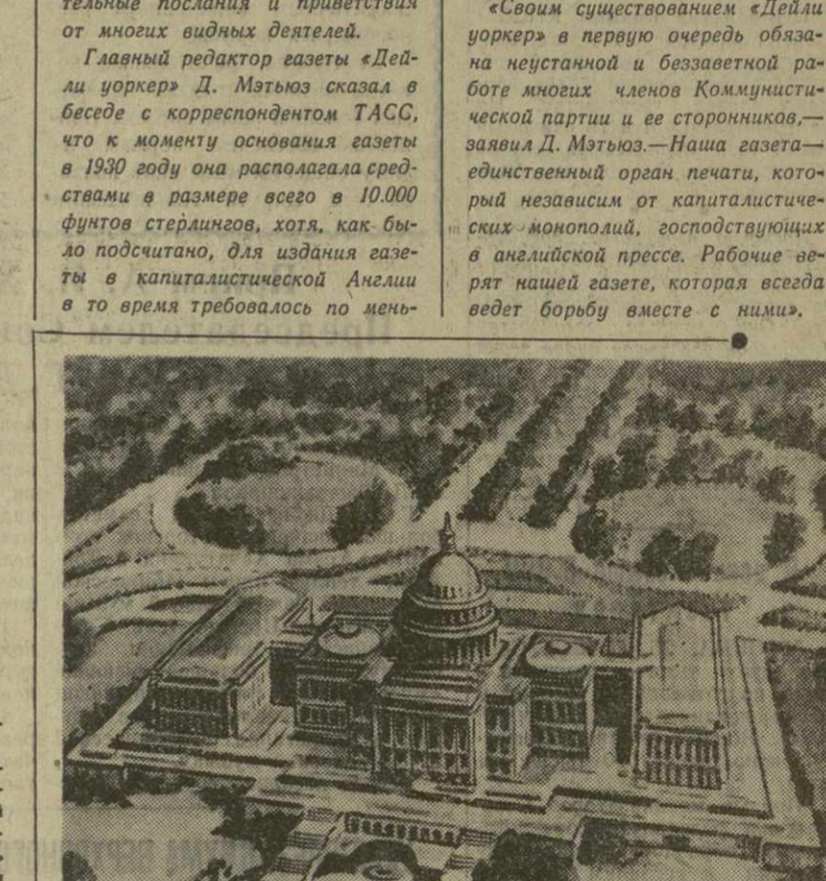 тельные послания и приветствия
от многих видных деятелей.
Главный редактор газеты «Дей-
ли уоркер» Д. Мэтьюз сказал в
беседе с корреспондентом ТАСС,
что к моменту основания газеты
в 1930 году она располагала сред-
ствами в размере всего в 10.000
фунтов стерлингов, хотя, как бы-
ло подсчитано, для издания газе-
ты в капиталистической Англии
в то время требовалось по мень-
«Своим существованием «Дейли
уоркер» в первую очередь обяза-
на неустанной и беззаветной ра-
боте многих членов Коммунисти-
ческой партии и ее сторонников,—
заявил Д. Мэтьюз.—Наша газета—
единственный орган печати, кото-
рый независим от капиталистиче-
ских монополий, господствующих
в английской прессе. Рабочие ве-
рят нашей газете, которая всегда
ведет борьбу вместе с ними».